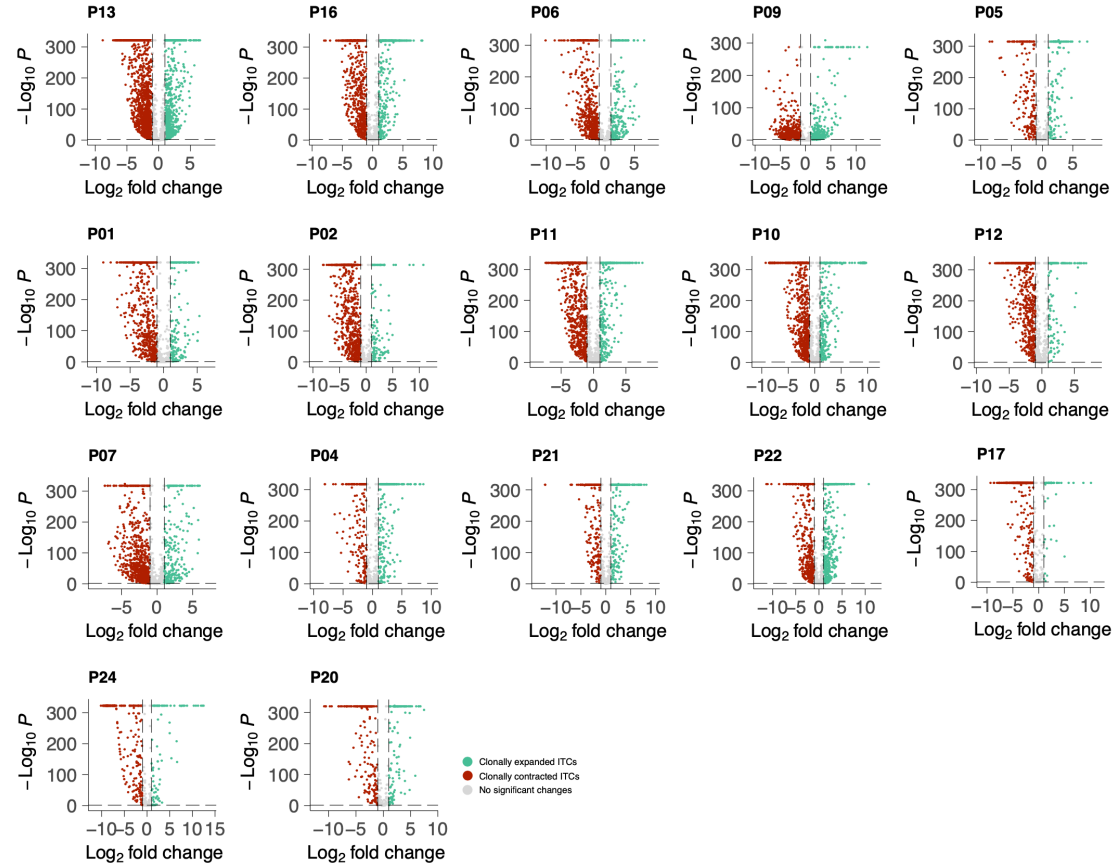 P13 P16 P06 P09 P05
300 300 300 300 300
200 200 200 200 200
100 100 100 100 100
0 0 0 0 0
−Log10 P −Log10 P −Log10 P −Log10 P −Log10 P
−10 −5 0 5 −10 −5 0 5 10 −10 −5 0 5 −10 −5 0 5 10 −10 −5 0 5
Log2 fold change Log2 fold change Log2 fold change Log2 fold change Log2 fold change
P01 P02 P11 P10 P12
300 300 300 300 300
200 200 200 200 200
100 100 100 100 100
0 0 0 0 0
−Log10 P −Log10 P −Log10 P −Log10 P −Log10 P
−10 −5 0 5 −10 −5 0 5 10 −5 0 5 −10 −5 0 5 10 −10 −5 0 5
Log2 fold change Log2 fold change Log2 fold change Log2 fold change Log2 fold change
P07 P04 P21 P22 P17
300 300 300 300 300
200 200 200 200 200
100 100 100 100 100
0 0 0 0 0
−Log10 P −Log10 P −Log10 P −Log10 P −Log10 P
−5 0 5 −10 −5 0 5 10 −10 −5 0 5 10 −10 −5 0 5 10 −10 −5 0 5 10
Log2 fold change Log2 fold change Log2 fold change Log2 fold change Log2 fold change
P24 P20
300 300
200 200
100 100
0 0
−Log10 P −Log10 P
−10 −5 0 5 10 15 −10 −5 0 5 10
Log2 fold change Log2 fold change
Clonally expanded ITCs
Clonally contracted ITCs
No significant changes